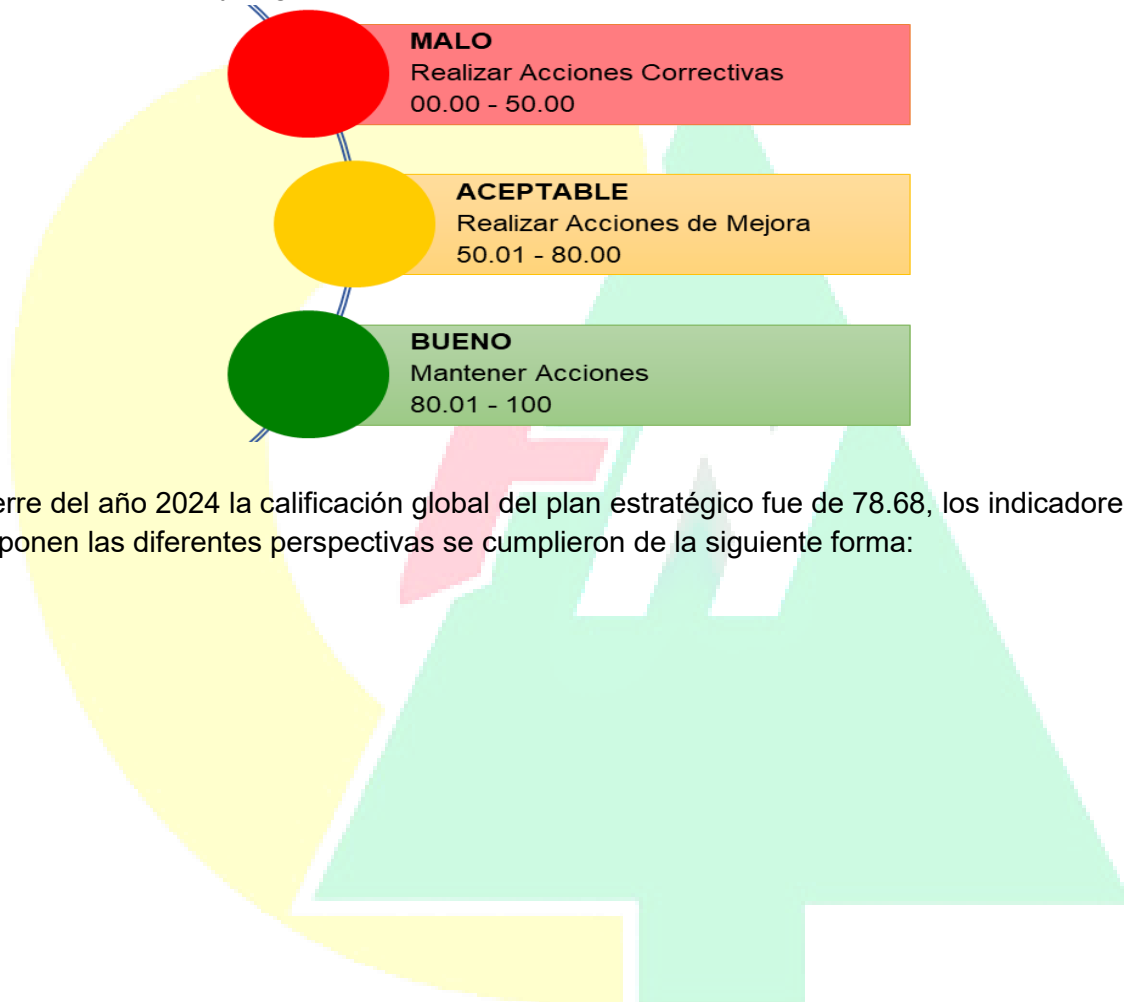 MALO
Realizar Acciones Correctivas
00.00 - 50.00
ACEPTABLE
Realizar Acciones de Mejora
50.01 - 80.00
BUENO
Mantener Acciones
80.01 - 100
erre del año 2024 la calificación global del plan estratégico fue de 78.68, los indicadore
ponen las diferentes perspectivas se cumplieron de la siguiente forma: